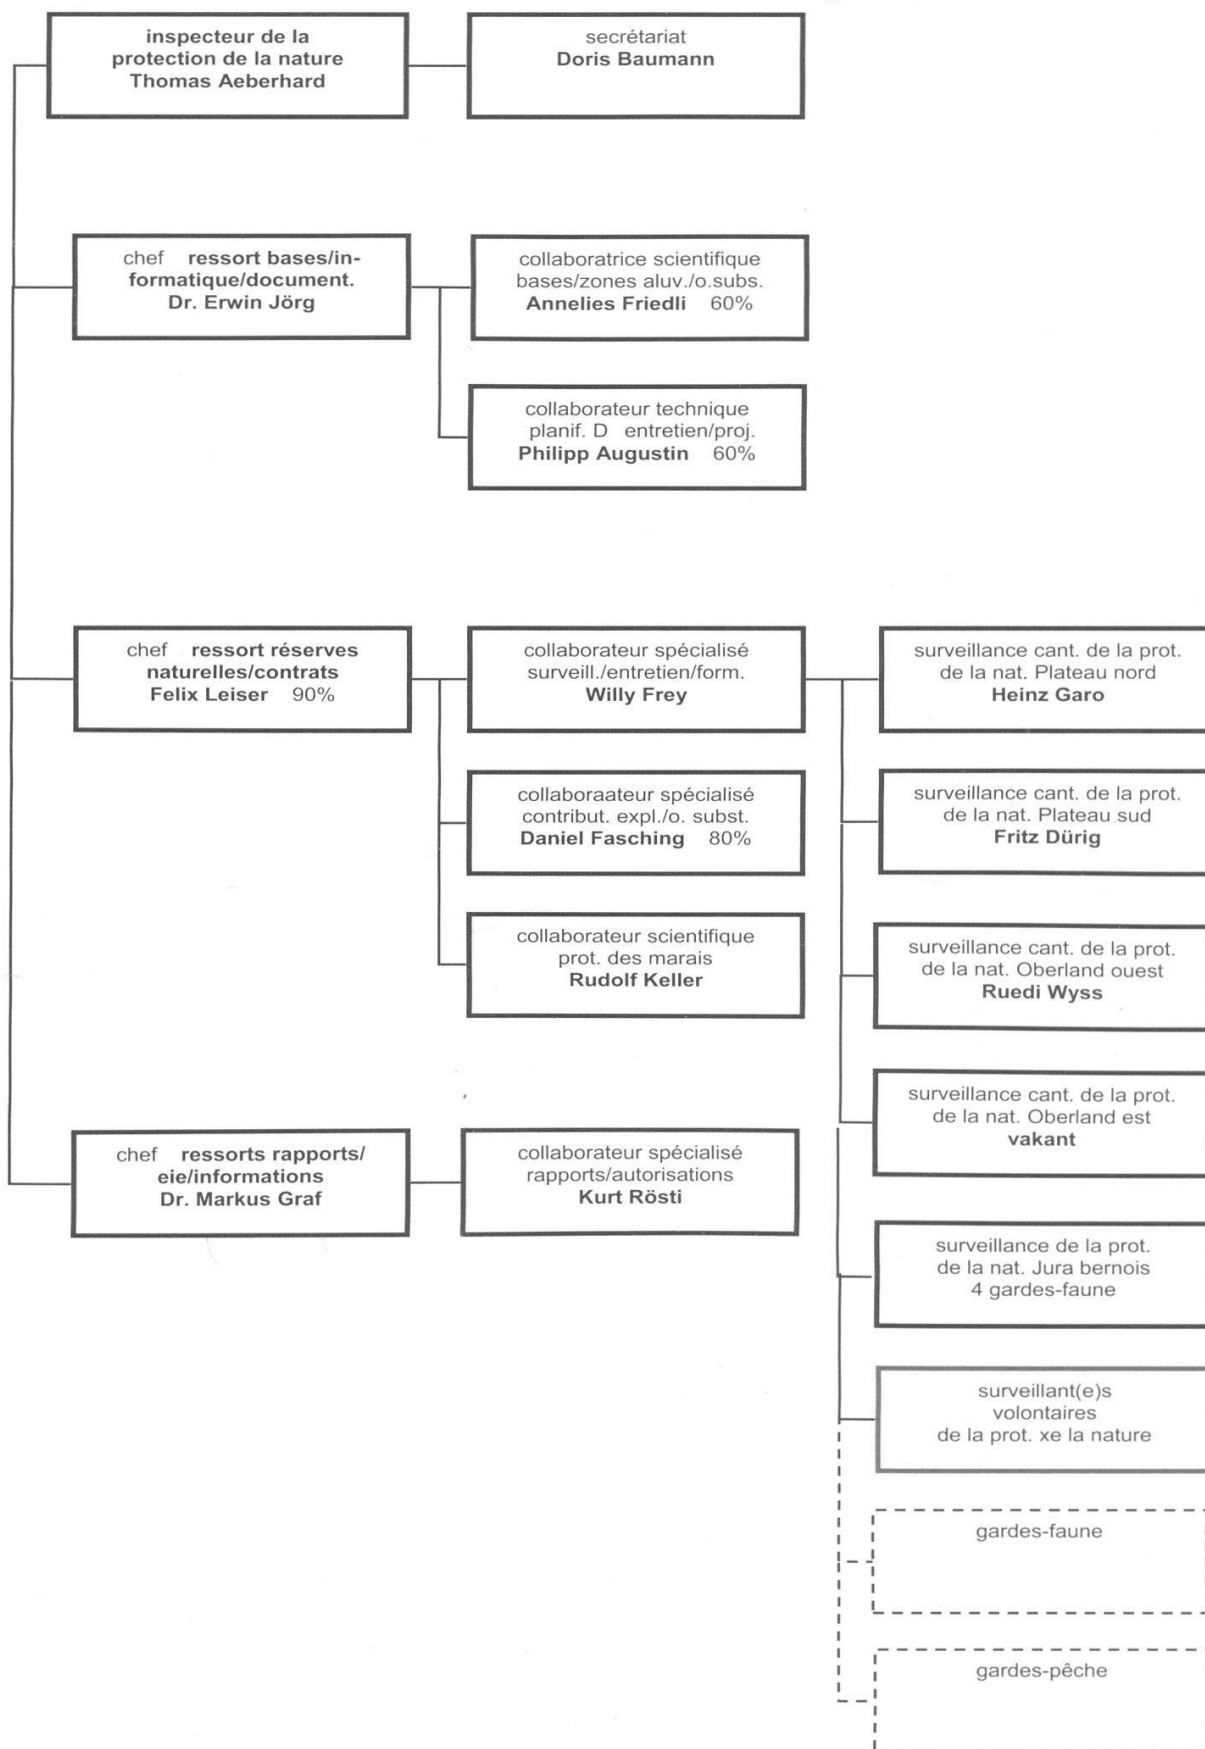 inspecteur de la
protection de la nature
Thomas Aeberhard
secrétariat
Doris Baumann
chef ressort bases/in-
formatique/document.
Dr. Erwin Jörg
collaboratrice scientifique
bases/zones aluv./o.subs.
Annelies Friedli 60%
collaborateur technique
planif. D entretien/proj.
Philipp Augustin 60%
chef ressort réserves
naturelles/contrats
Felix Leiser 90%
collaborateur spécialisé
surveill./entretien/form.
Willy Frey
surveillance cant. de la prot.
de la nat. Plateau nord
Heinz Garo
collaboraateur spécialisé
contribut. expl./o. subst.
Daniel Fasching 80%
surveillance cant. de la prot.
de la nat. Plateau sud
Fritz Dürig
collaborateur scientifique
prot. des marais
Rudolf Keller
surveillance cant. de la prot.
de la nat. Oberland ouest
Ruedi Wyss
surveillance cant. de la prot.
de la nat. Oberland est
vakant
chef ressorts rapports/
eie/informations
Dr. Markus Graf
collaborateur spécialisé
rapports/autorisations
Kurt Rösti
surveillance de la prot.
de la nat. Jura bernois
4 gardes-faune
surveillant(e)s
volontaires
de la prot. xe la nature
gardes-faune
gardes-pêche